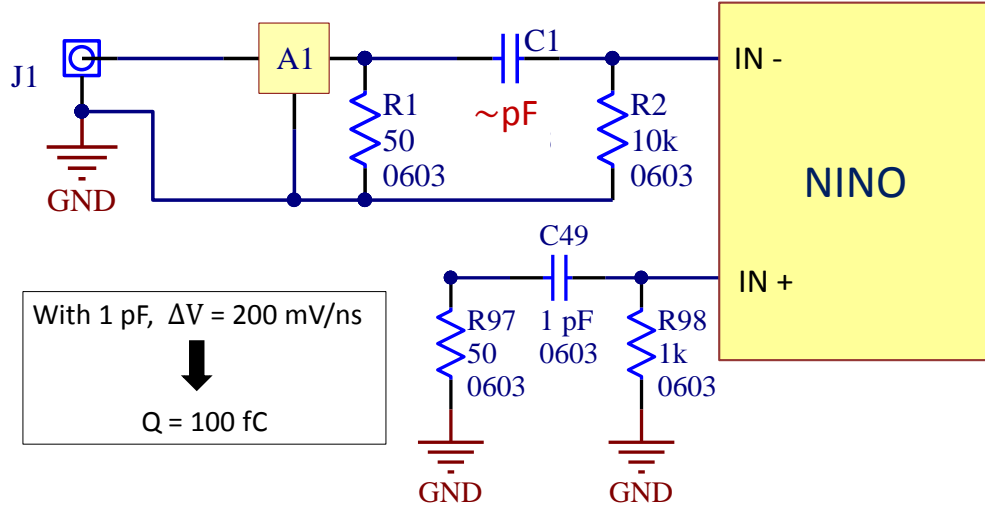 J1
GND
A1
R1
50
0603
C1
~pF
R2
10k
0603
IN -
NINO
IN +
C49
1 pF
0603
R97
50
0603
R98
1k
0603
GND
GND
With 1 pF, ΔV = 200 mV/ns
Q = 100 fC